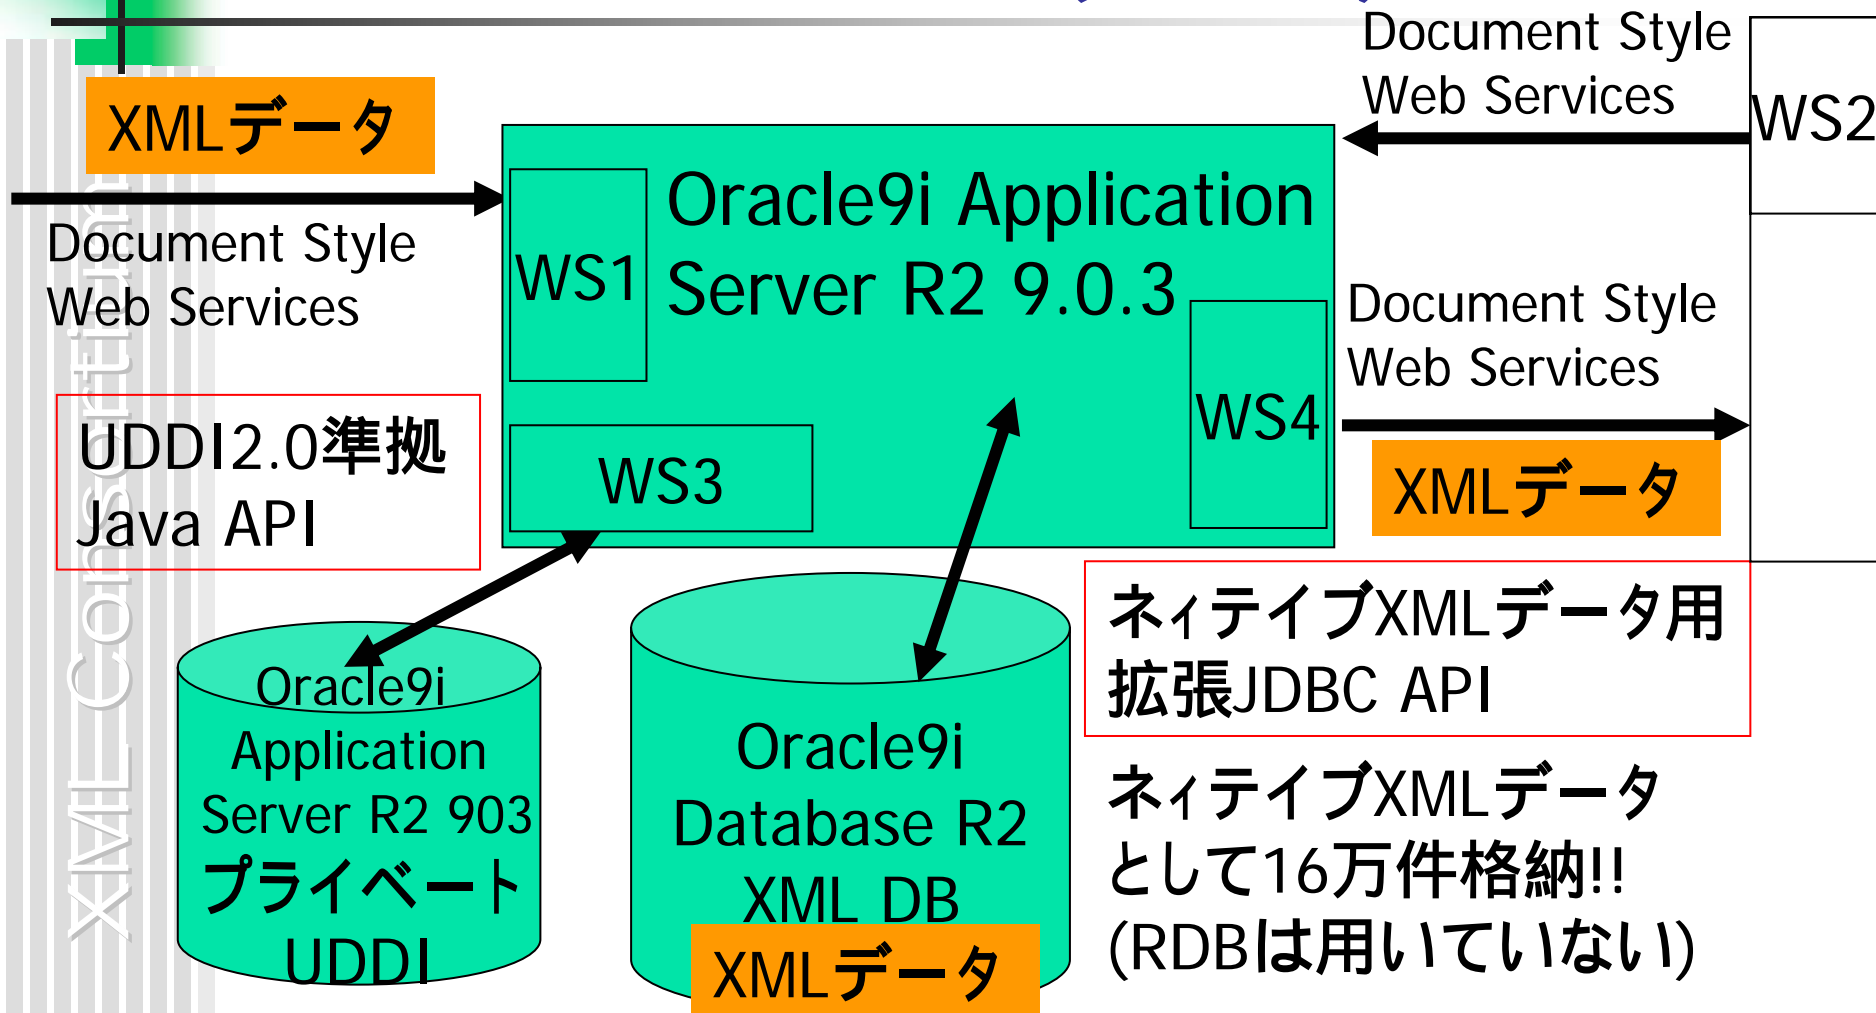 XMLデータ
Document Style
Web Services
Document Style
Web Services
WS2
Oracle9i Application
Server R2 9.0.3
WS1
WS3
WS4
Document Style
Web Services
XMLデータ
UDDI2.0準拠
Java API
Oracle9i
Application
Server R2 903
プライベート
UDDI
Oracle9i
Database R2
XML DB
XMLデータ
ネィテイブXMLデータ用
拡張JDBC API
ネィテイブXMLデータ
として16万件格納!!
(RDBは用いていない)
XML Consortium